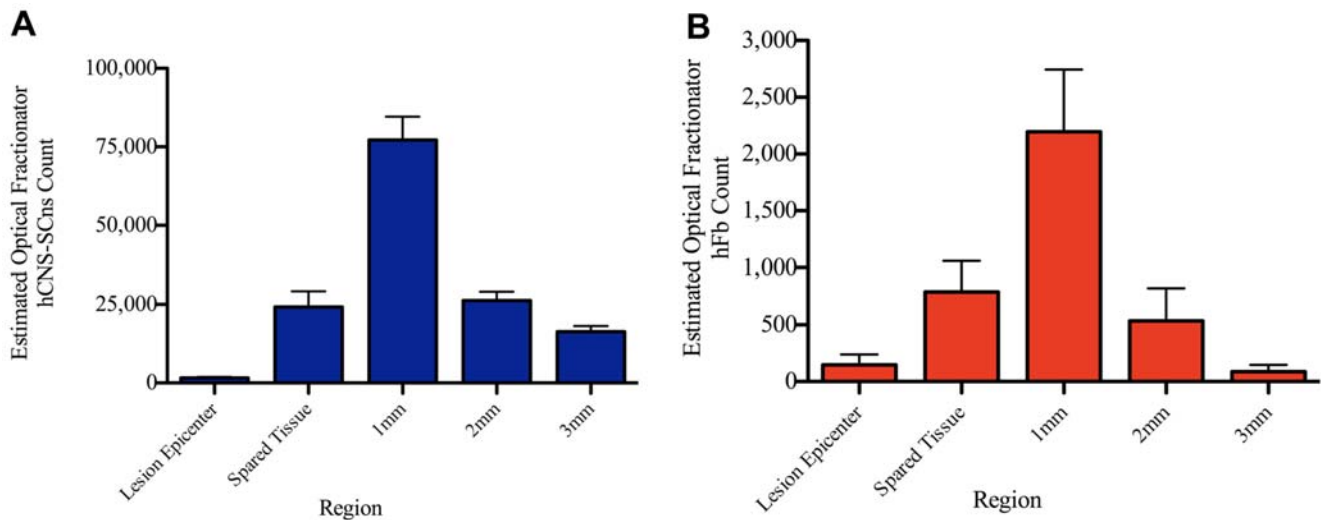 A
Estimated Optical Fractionator
hCNS-SCns Count
100,000
75,000
50,000
25,000
0
Lesion Epicenter
Spared Tissue
1mm
2mm
3mm
Region
B
Estimated Optical Fractionator
hFb Count
3,000
2,500
2,000
1,500
1,000
500
0
Lesion Epicenter
Spared Tissue
1mm
2mm
3mm
Region